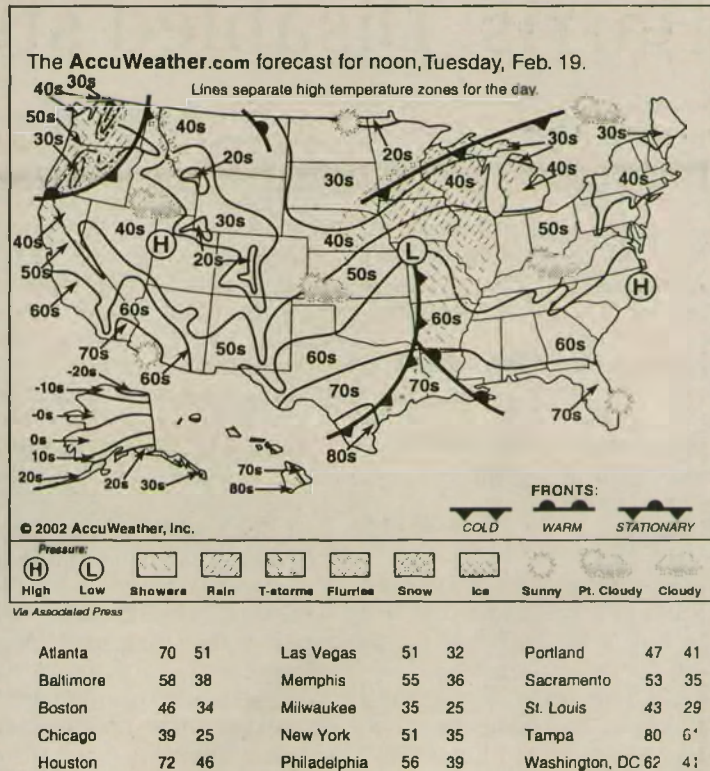 The AccuWeather.com forecast for noon, Tuesday, Feb. 19.
Lines separate high temperature zones for the day.
40s 30s
50s
30s
40s
20s
30s
20s
30s
40s
30s
40s
40s
30s
40s
H
20s
40s
50s
L
50s
H
40s
50s
60s
60s
70s
60s
50s
60s
70s
60s
70s
60s
70s
80s
-20s
-10s
-0s
0s
10s
20s
20s
30s
70s
80s
FRONTS:
COLD WARM STATIONARY
© 2002 AccuWeather, Inc.
Pressure:
H L
High Low Showers Rain T-storms Flurries Snow Ice Sunny Pt. Cloudy Cloudy
Via Associated Press
Atlanta 70 51 Las Vegas 51 32 Portland 47 41
Baltimore 58 38 Memphis 55 36 Sacramento 53 35
Boston 46 34 Milwaukee 35 25 St. Louis 43 29
Chicago 39 25 New York 51 35 Tampa 80
Houston 72 46 Philadelphia 56 39 Washington, DC 62